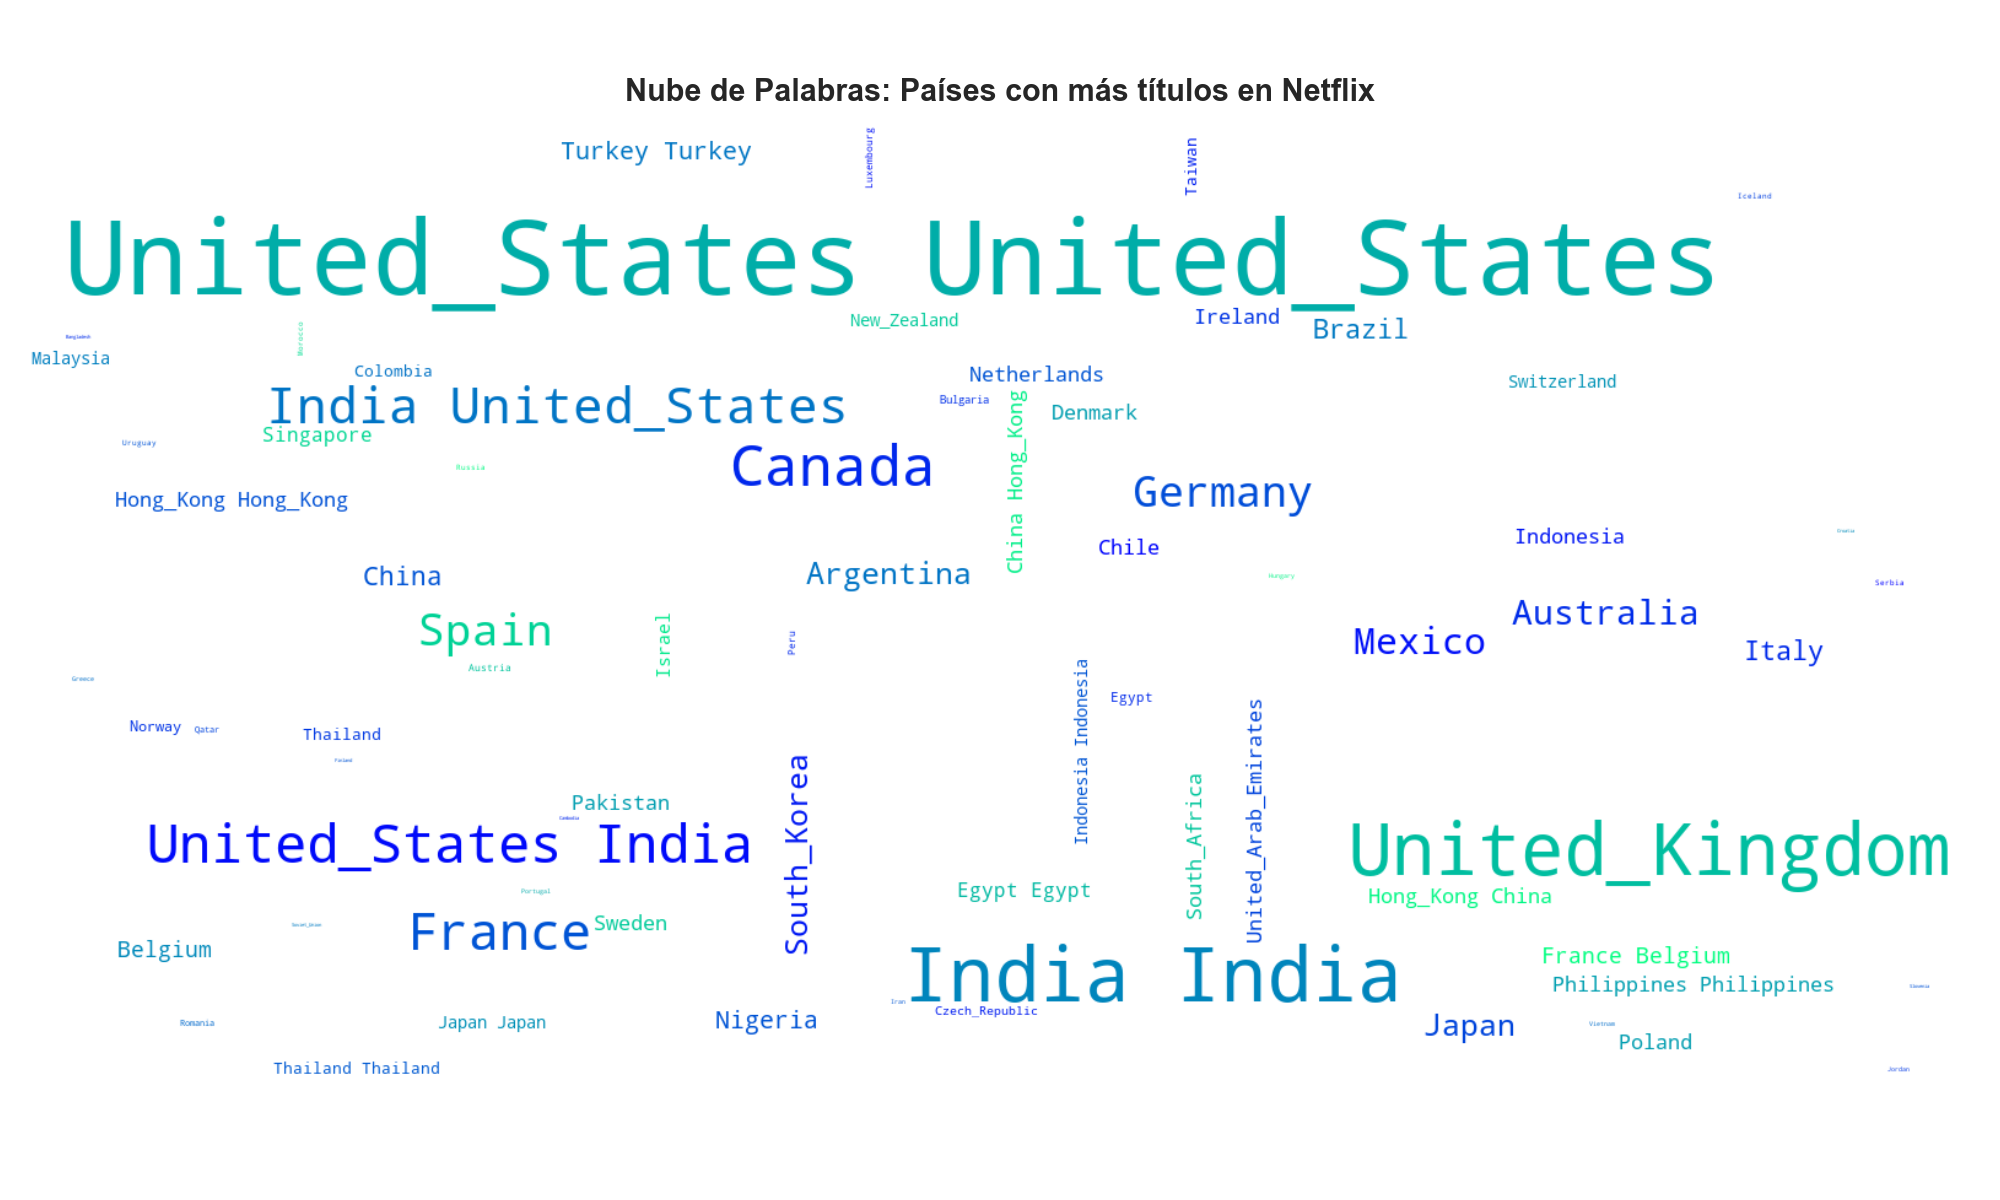 Nube de Palabras: Países con más títulos en Netflix
Turkey Turkey
Luxembourg
Taiwan
Iceland
United_States United_States
New_Zealand
Ireland
Brazil
Bangladesh
Morocco
Malaysia
Colombia
Netherlands
Switzerland
India United_States
Bulgaria
Denmark
China Hong_Kong
Singapore
Uruguay
Russia
Canada
Germany
Hong_Kong Hong_Kong
Indonesia
Croatia
Chile
China
Argentina
Hungary
Serbia
Spain
Israel
Peru
Australia
Mexico
Italy
Austria
Greece
Indonesia Indonesia
Egypt
United_Arab_Emirates
Norway
Qatar
Thailand
Finland
South_Korea
South_Africa
Pakistan
Cambodia
United_States India
United_Kingdom
Portugal
Egypt Egypt
Hong_Kong China
Soviet_Union
France
Sweden
Belgium
France Belgium
India India
Philippines Philippines
Slovenia
Iran
Czech_Republic
Romania
Japan Japan
Nigeria
Japan
Vietnam
Poland
Thailand Thailand
Jordan